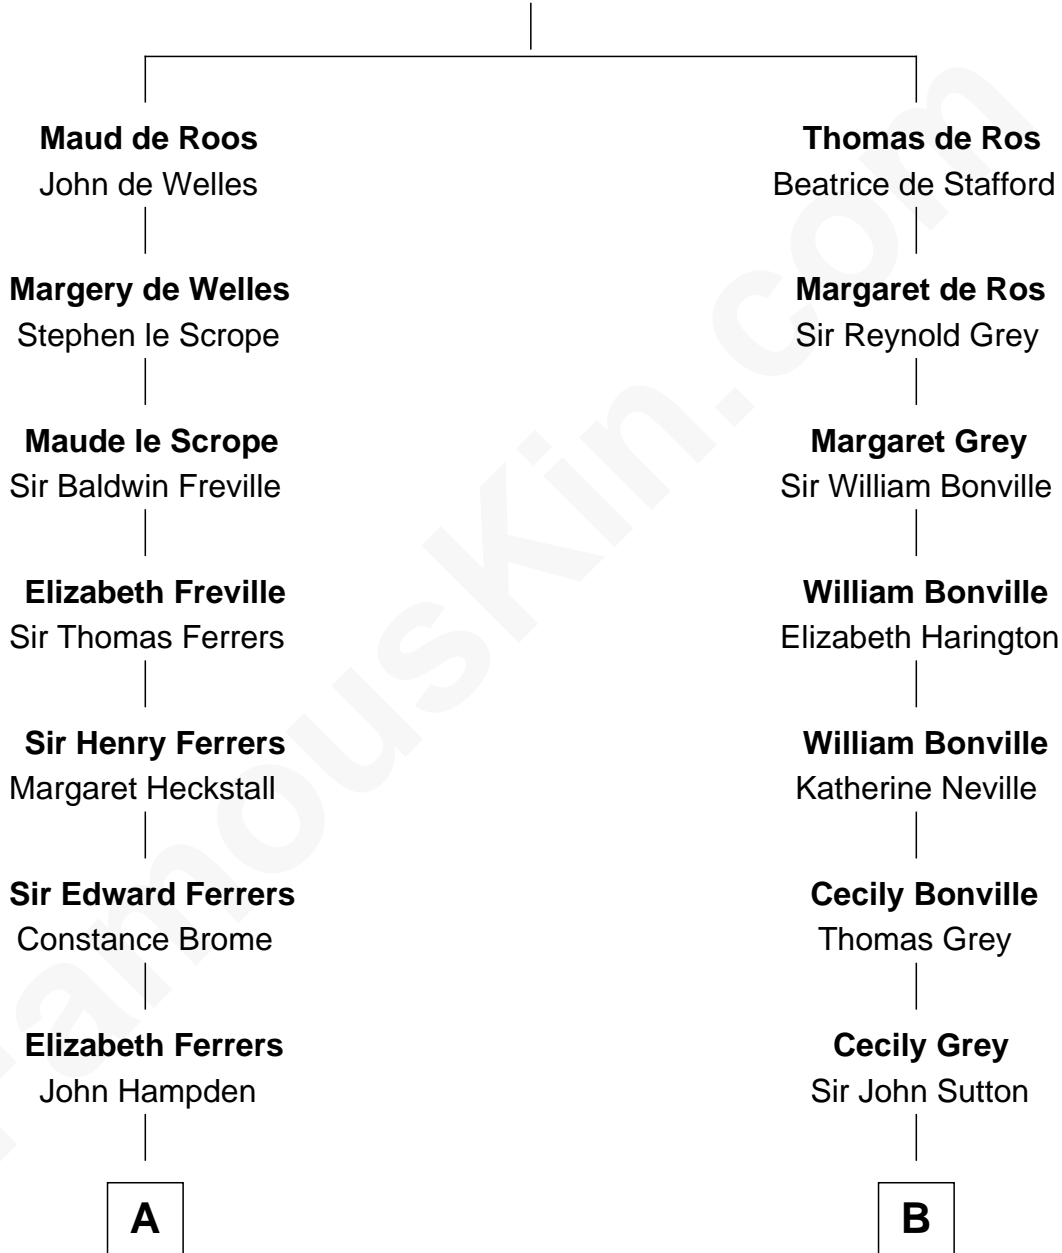 Maud de Roos
John de Welles
Thomas de Ros
Beatrice de Stafford
Margery de Welles
Stephen le Scrope
Margaret de Ros
Sir Reynold Grey
Maude le Scrope
Sir Baldwin Freville
Margaret Grey
Sir William Bonville
Elizabeth Freville
Sir Thomas Ferrers
William Bonville
Elizabeth Harington
Sir Henry Ferrers
Margaret Heckstall
William Bonville
Katherine Neville
Sir Edward Ferrers
Constance Brome
Cecily Bonville
Thomas Grey
Elizabeth Ferrers
John Hampden
Cecily Grey
Sir John Sutton
A
B
FamousKin.com